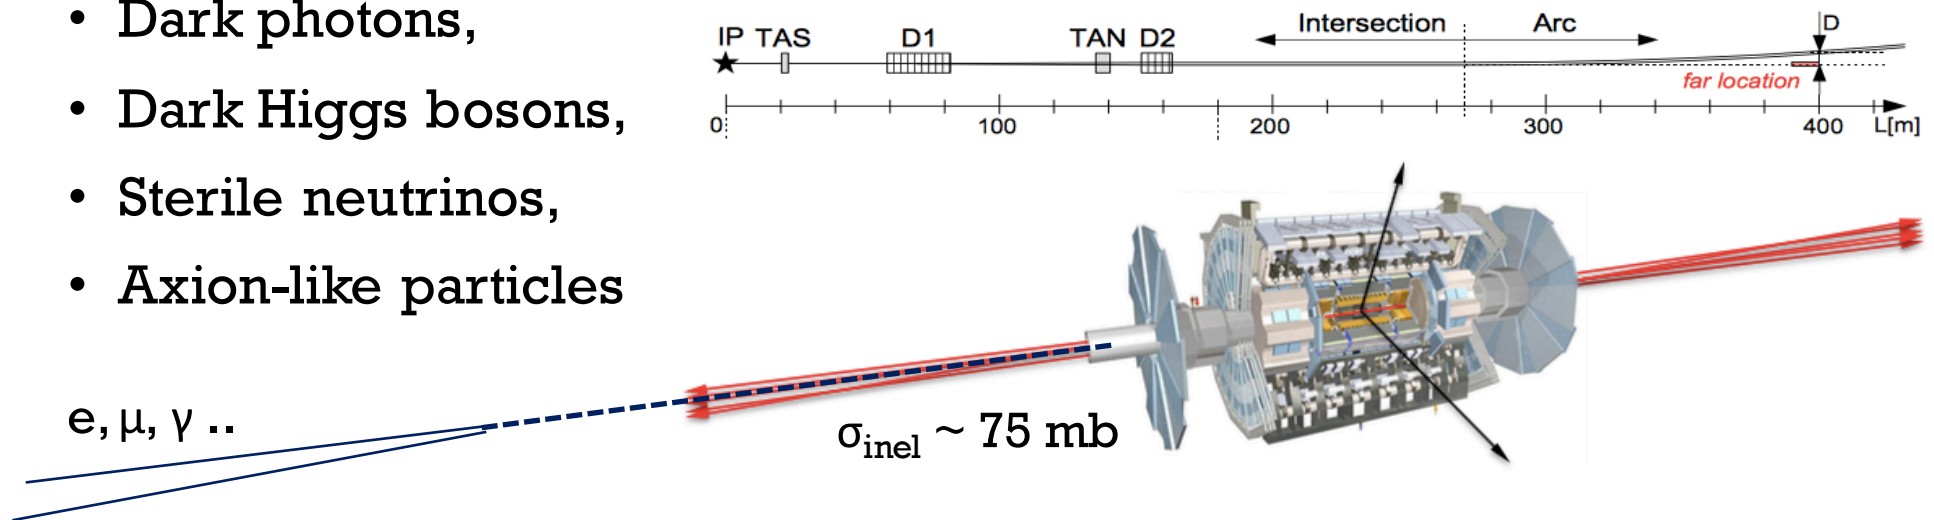 • Dark photons,
• Dark Higgs bosons,
• Sterile neutrinos,
• Axion-like particles
e, μ, γ ..
IP TAS D1 TAN D2 Intersection Arc D
far location
0 100 200 300 400 L[m]
σinel ~ 75 mb